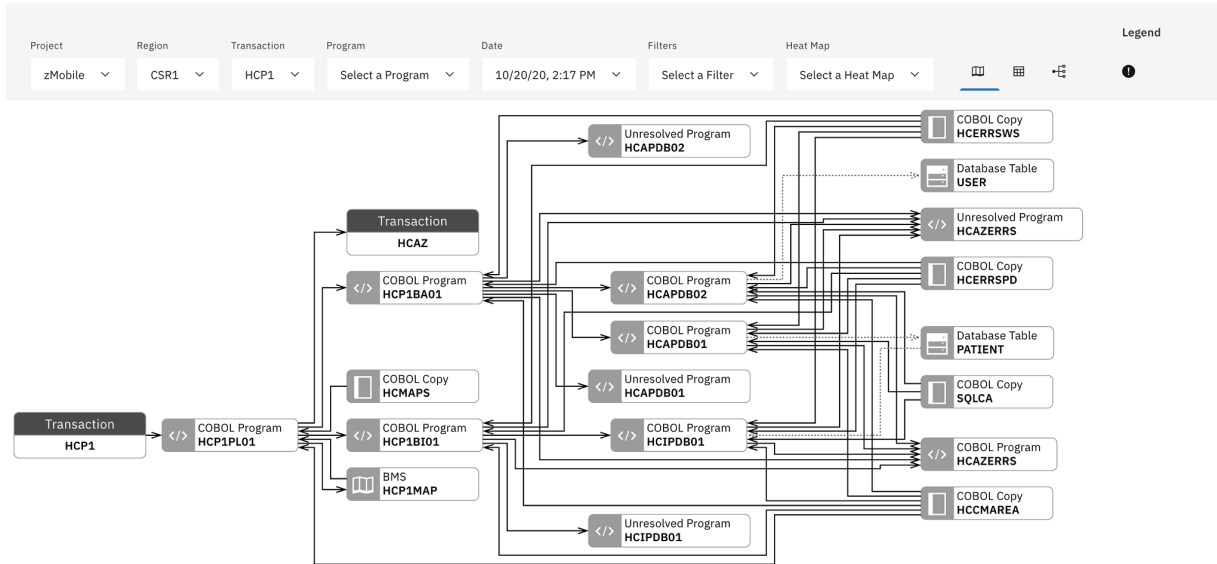 Legend
Project
Region
Transaction
Program
Date
Filters
Heat Map
zMobile
CSR1
HCP1
Select a Program
10/20/20, 2:17 PM
Select a Filter
Select a Heat Map
COBOL Copy
HCERRSWS
Unresolved Program
HCAPDB02
Database Table
USER
Transaction
HCAZ
Unresolved Program
HCAZERRS
COBOL Program
HCP1BA01
COBOL Program
HCAPDB02
COBOL Copy
HCERRSPD
COBOL Program
HCAPDB01
Database Table
PATIENT
COBOL Copy
HCMAPS
Unresolved Program
HCAPDB01
COBOL Copy
SQLCA
Transaction
HCP1
COBOL Program
HCP1PL01
COBOL Program
HCP1BI01
COBOL Program
HCIPDB01
COBOL Program
HCAZERRS
BMS
HCP1MAP
COBOL Copy
HCCMAREA
Unresolved Program
HCIPDB01